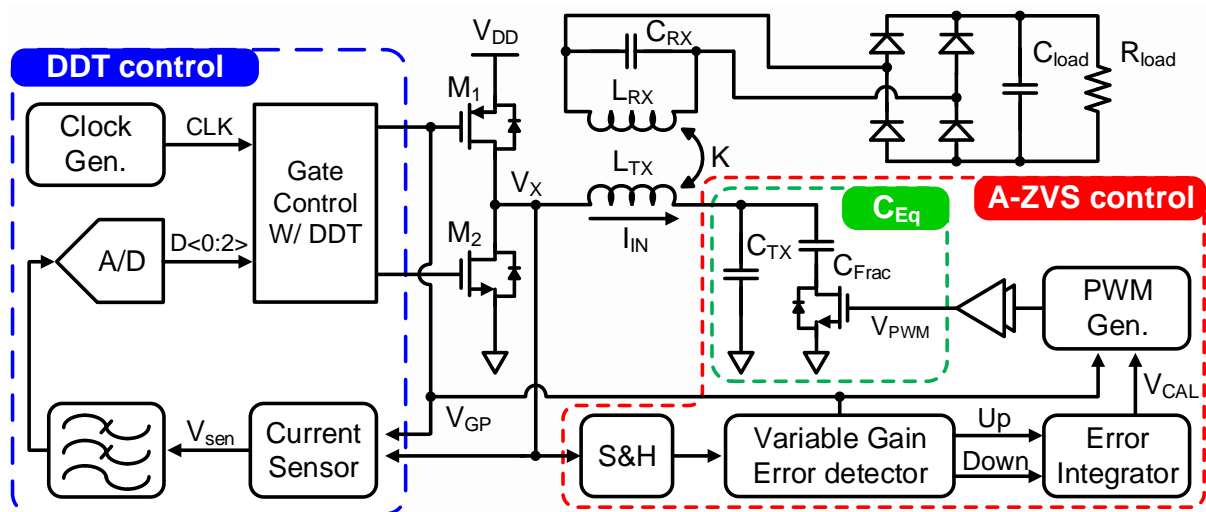 DDT control
Clock
Gen.
CLK
A/D
D<0:2>
Gate
Control
W/ DDT
Current
Sensor
V_sen
V_DD
M_1
M_2
V_X
V_GP
C_RX
L_RX
L_TX
K
I_IN
C_load
R_load
A-ZVS control
C_Eq
C_TX
C_Frac
V_PWM
PWM
Gen.
V_CAL
S&H
Variable Gain
Error detector
Up
Down
Error
Integrator